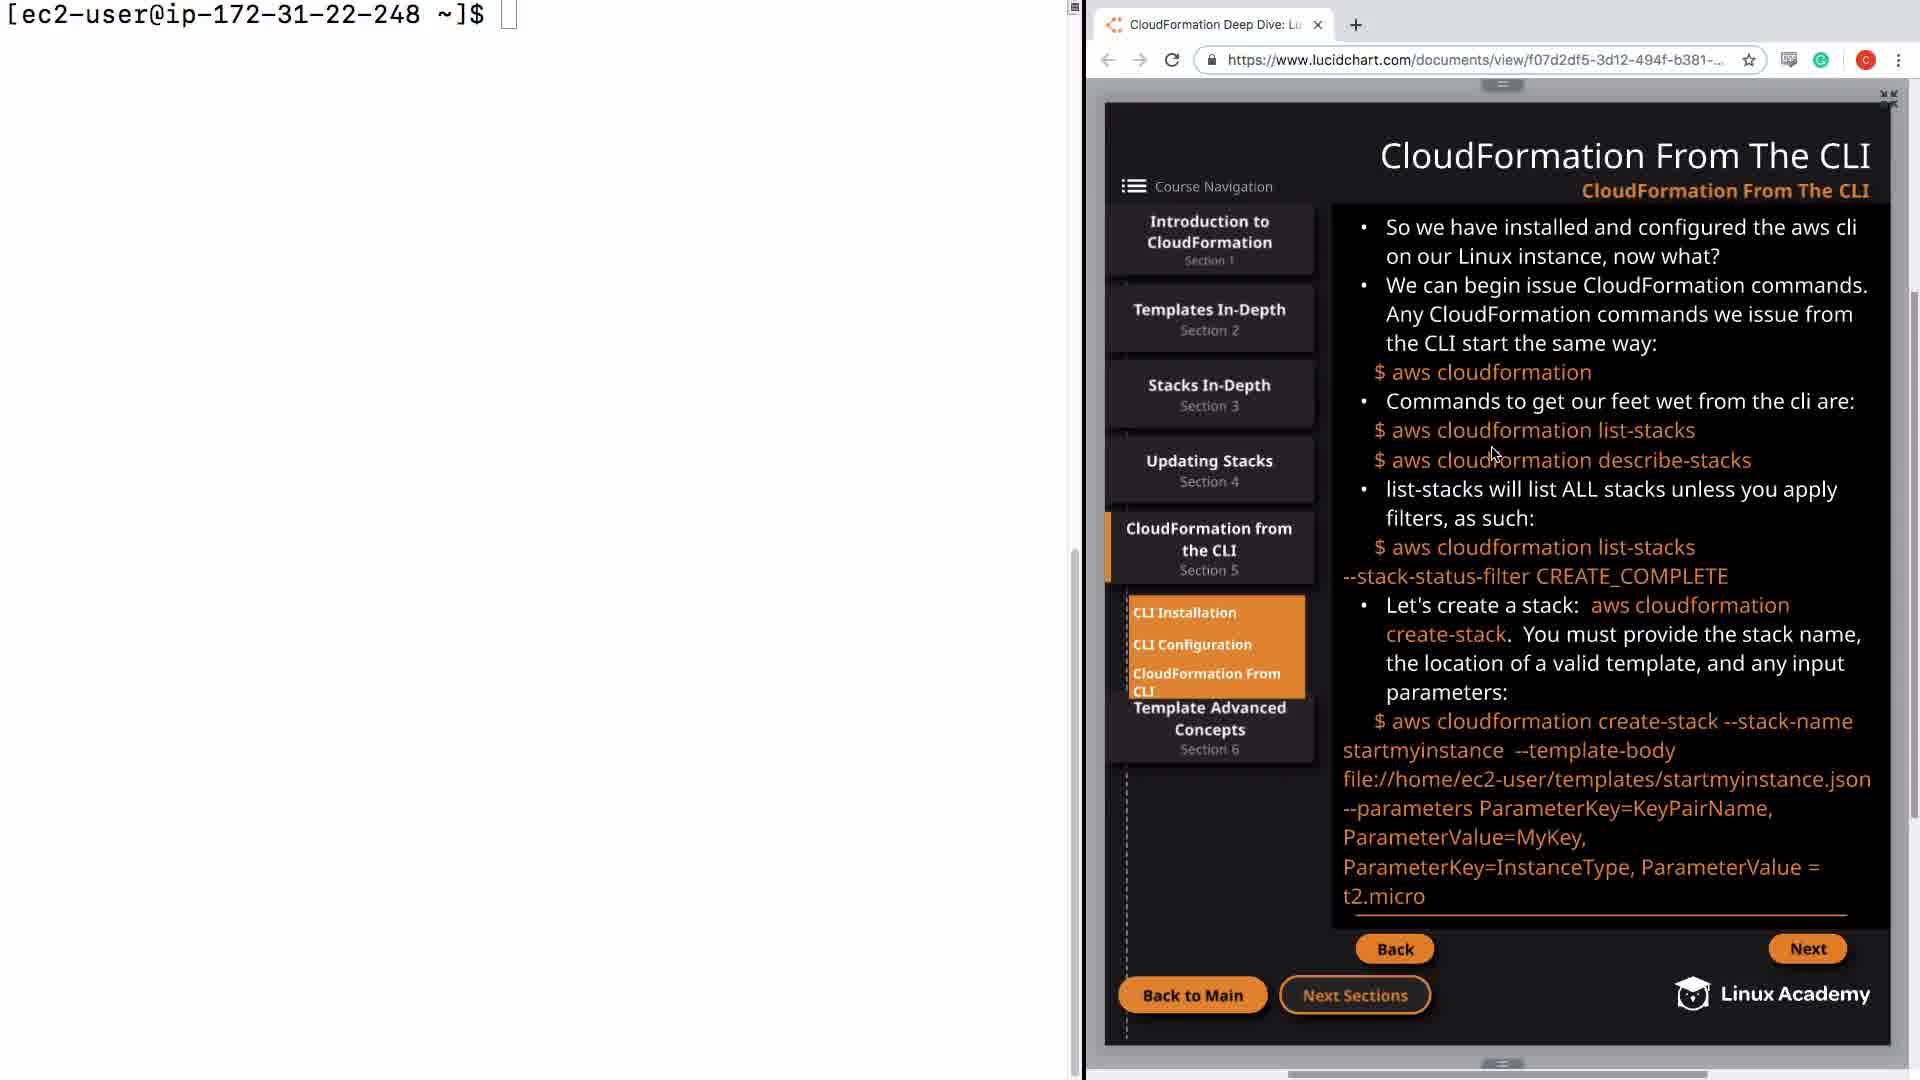 [ec2-user@ip-172-31-22-248 ~]$
CloudFormation Deep Dive: Lu
https://www.lucidchart.com/documents/view/f07d2df5-3d12-494f-b381-...
C
CloudFormation From The CLI
CloudFormation From The CLI
Course Navigation
Introduction to
CloudFormation
Section 1
Templates In-Depth
Section 2
Stacks In-Depth
Section 3
Updating Stacks
Section 4
CloudFormation from
the CLI
Section 5
CLI Installation
CLI Configuration
CloudFormation From
CLI
Template Advanced
Concepts
Section 6
• So we have installed and configured the aws cli
on our Linux instance, now what?
• We can begin issue CloudFormation commands.
Any CloudFormation commands we issue from
the CLI start the same way:
$ aws cloudformation
• Commands to get our feet wet from the cli are:
$ aws cloudformation list-stacks
$ aws cloudformation describe-stacks
• list-stacks will list ALL stacks unless you apply
filters, as such:
$ aws cloudformation list-stacks
--stack-status-filter CREATE_COMPLETE
• Let's create a stack: aws cloudformation
create-stack. You must provide the stack name,
the location of a valid template, and any input
parameters:
$ aws cloudformation create-stack --stack-name
startmyinstance --template-body
file://home/ec2-user/templates/startmyinstance.json
--parameters ParameterKey=KeyPairName,
ParameterValue=MyKey,
ParameterKey=InstanceType, ParameterValue =
t2.micro
Back
Next
Back to Main
Next Sections
Linux Academy